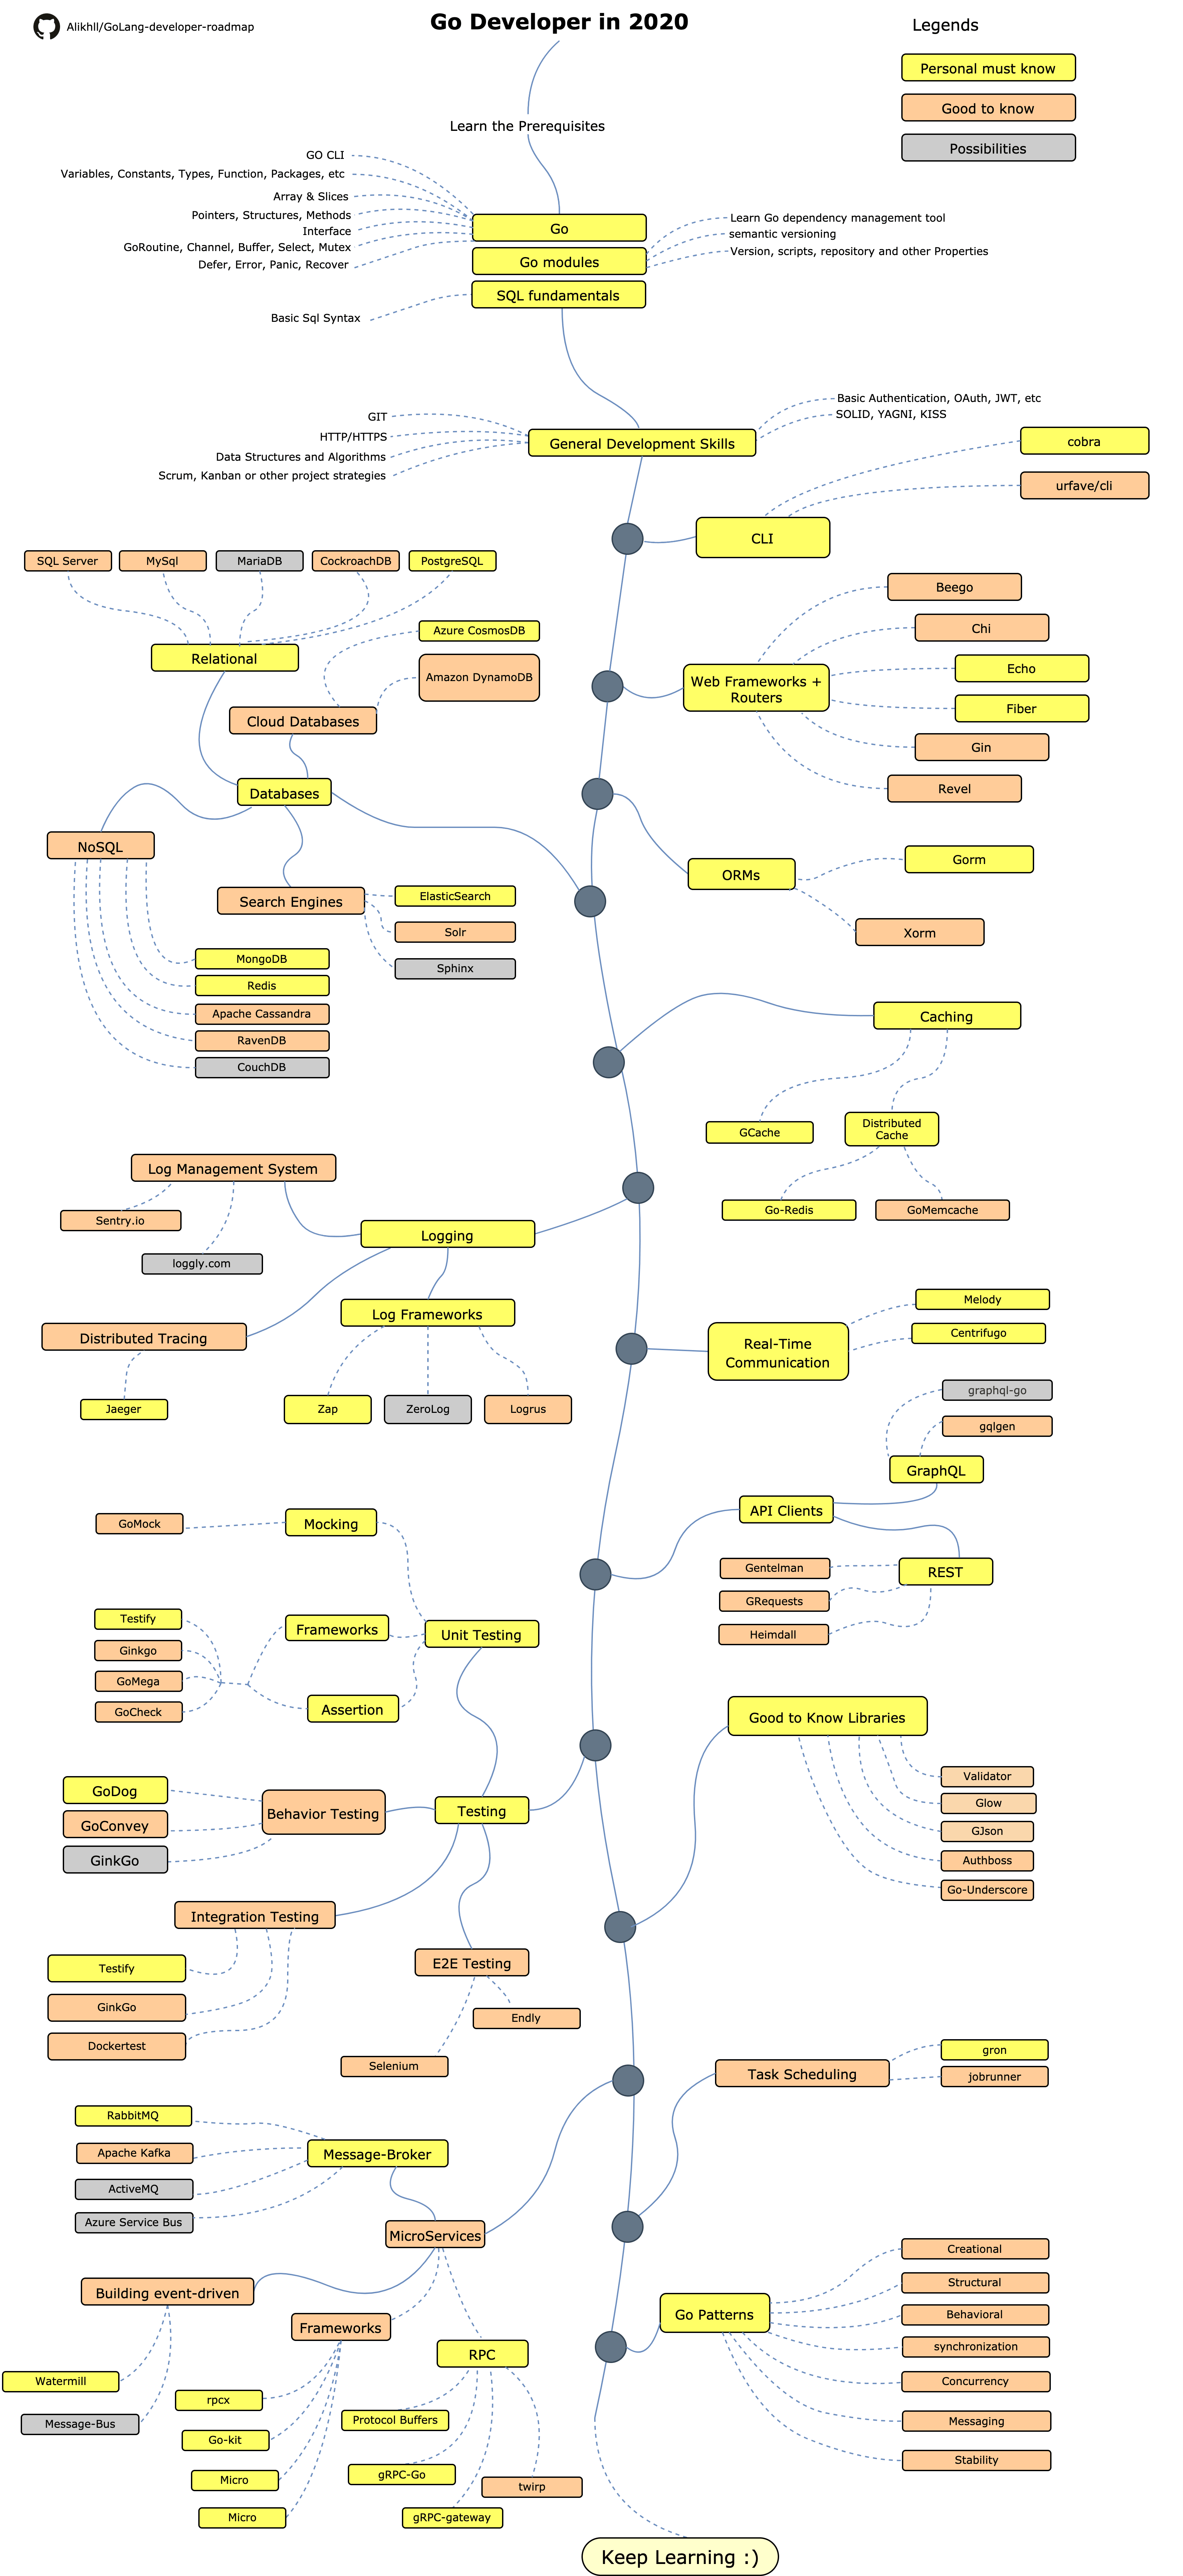 Alikhll/GoLang-developer-roadmap
Go Developer in 2020
Legends
Personal must know
Good to know
Possibilities
Learn the Prerequisites
GO CLI
Variables, Constants, Types, Function, Packages, etc
Array & Slices
Pointers, Structures, Methods
Interface
GoRoutine, Channel, Buffer, Select, Mutex
Defer, Error, Panic, Recover
Go
Go modules
SQL fundamentals
Learn Go dependency management tool
semantic versioning
Version, scripts, repository and other Properties
Basic Sql Syntax
GIT
HTTP/HTTPS
Data Structures and Algorithms
Scrum, Kanban or other project strategies
General Development Skills
Basic Authentication, OAuth, JWT, etc
SOLID, YAGNI, KISS
cobra
urfave/cli
CLI
SQL Server
MySql
MariaDB
CockroachDB
PostgreSQL
Relational
Azure CosmosDB
Amazon DynamoDB
Cloud Databases
Databases
Beego
Chi
Echo
Fiber
Gin
Revel
Web Frameworks +
Routers
NoSQL
Search Engines
ElasticSearch
Solr
Sphinx
MongoDB
Redis
Apache Cassandra
RavenDB
CouchDB
ORMs
Gorm
Xorm
Caching
GCache
Distributed
Cache
Go-Redis
GoMemcache
Log Management System
Sentry.io
loggly.com
Logging
Log Frameworks
Distributed Tracing
Jaeger
Zap
ZeroLog
Logrus
Real-Time
Communication
Melody
Centrifugo
graphql-go
gqlgen
GraphQL
API Clients
REST
Gentelman
GRequests
Heimdall
GoMock
Mocking
Testify
Ginkgo
GoMega
GoCheck
Frameworks
Unit Testing
Assertion
Good to Know Libraries
Validator
Glow
GJson
Authboss
Go-Underscore
GoDog
GoConvey
GinkGo
Behavior Testing
Testing
Integration Testing
Testify
GinkGo
Dockertest
E2E Testing
Endly
Selenium
Task Scheduling
gron
jobrunner
RabbitMQ
Apache Kafka
ActiveMQ
Azure Service Bus
Message-Broker
MicroServices
Building event-driven
Frameworks
RPC
Watermill
Message-Bus
rpcx
Go-kit
Micro
Micro
Protocol Buffers
gRPC-Go
twirp
gRPC-gateway
Go Patterns
Creational
Structural
Behavioral
synchronization
Concurrency
Messaging
Stability
Keep Learning :)